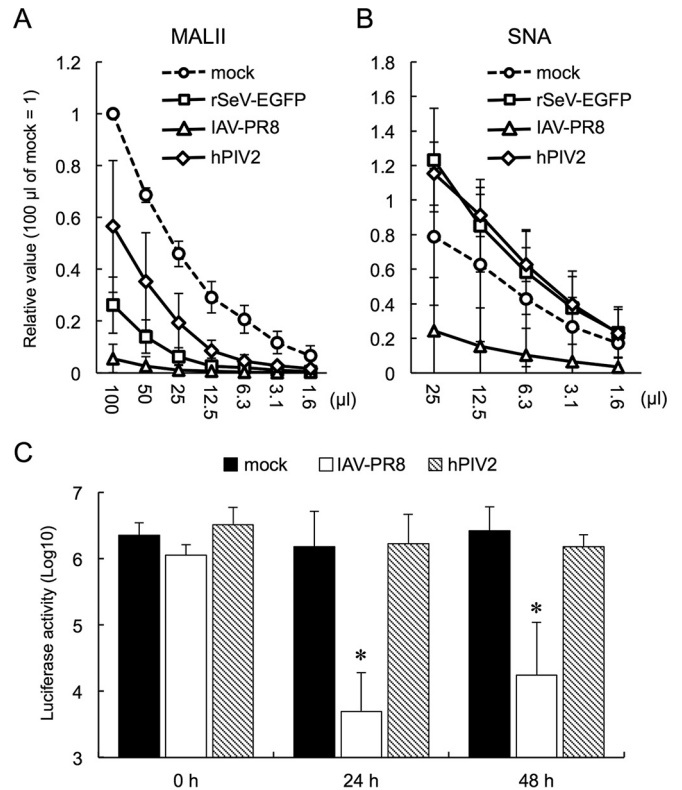 A
MALII
Relative value (100 µl of mock = 1)
1.2
1
0.8
0.6
0.4
0.2
0
mock
rSeV-EGFP
IAV-PR8
hPIV2
100
50
25
12.5
6.3
3.1
1.6
(µl)
B
SNA
1.8
1.6
1.4
1.2
1.0
0.8
0.6
0.4
0.2
0
mock
rSeV-EGFP
IAV-PR8
hPIV2
25
12.5
6.3
3.1
1.6
(µl)
C
mock IAV-PR8 hPIV2
Luciferase activity (Log10)
7
6
5
4
3
*
*
0 h 24 h 48 h